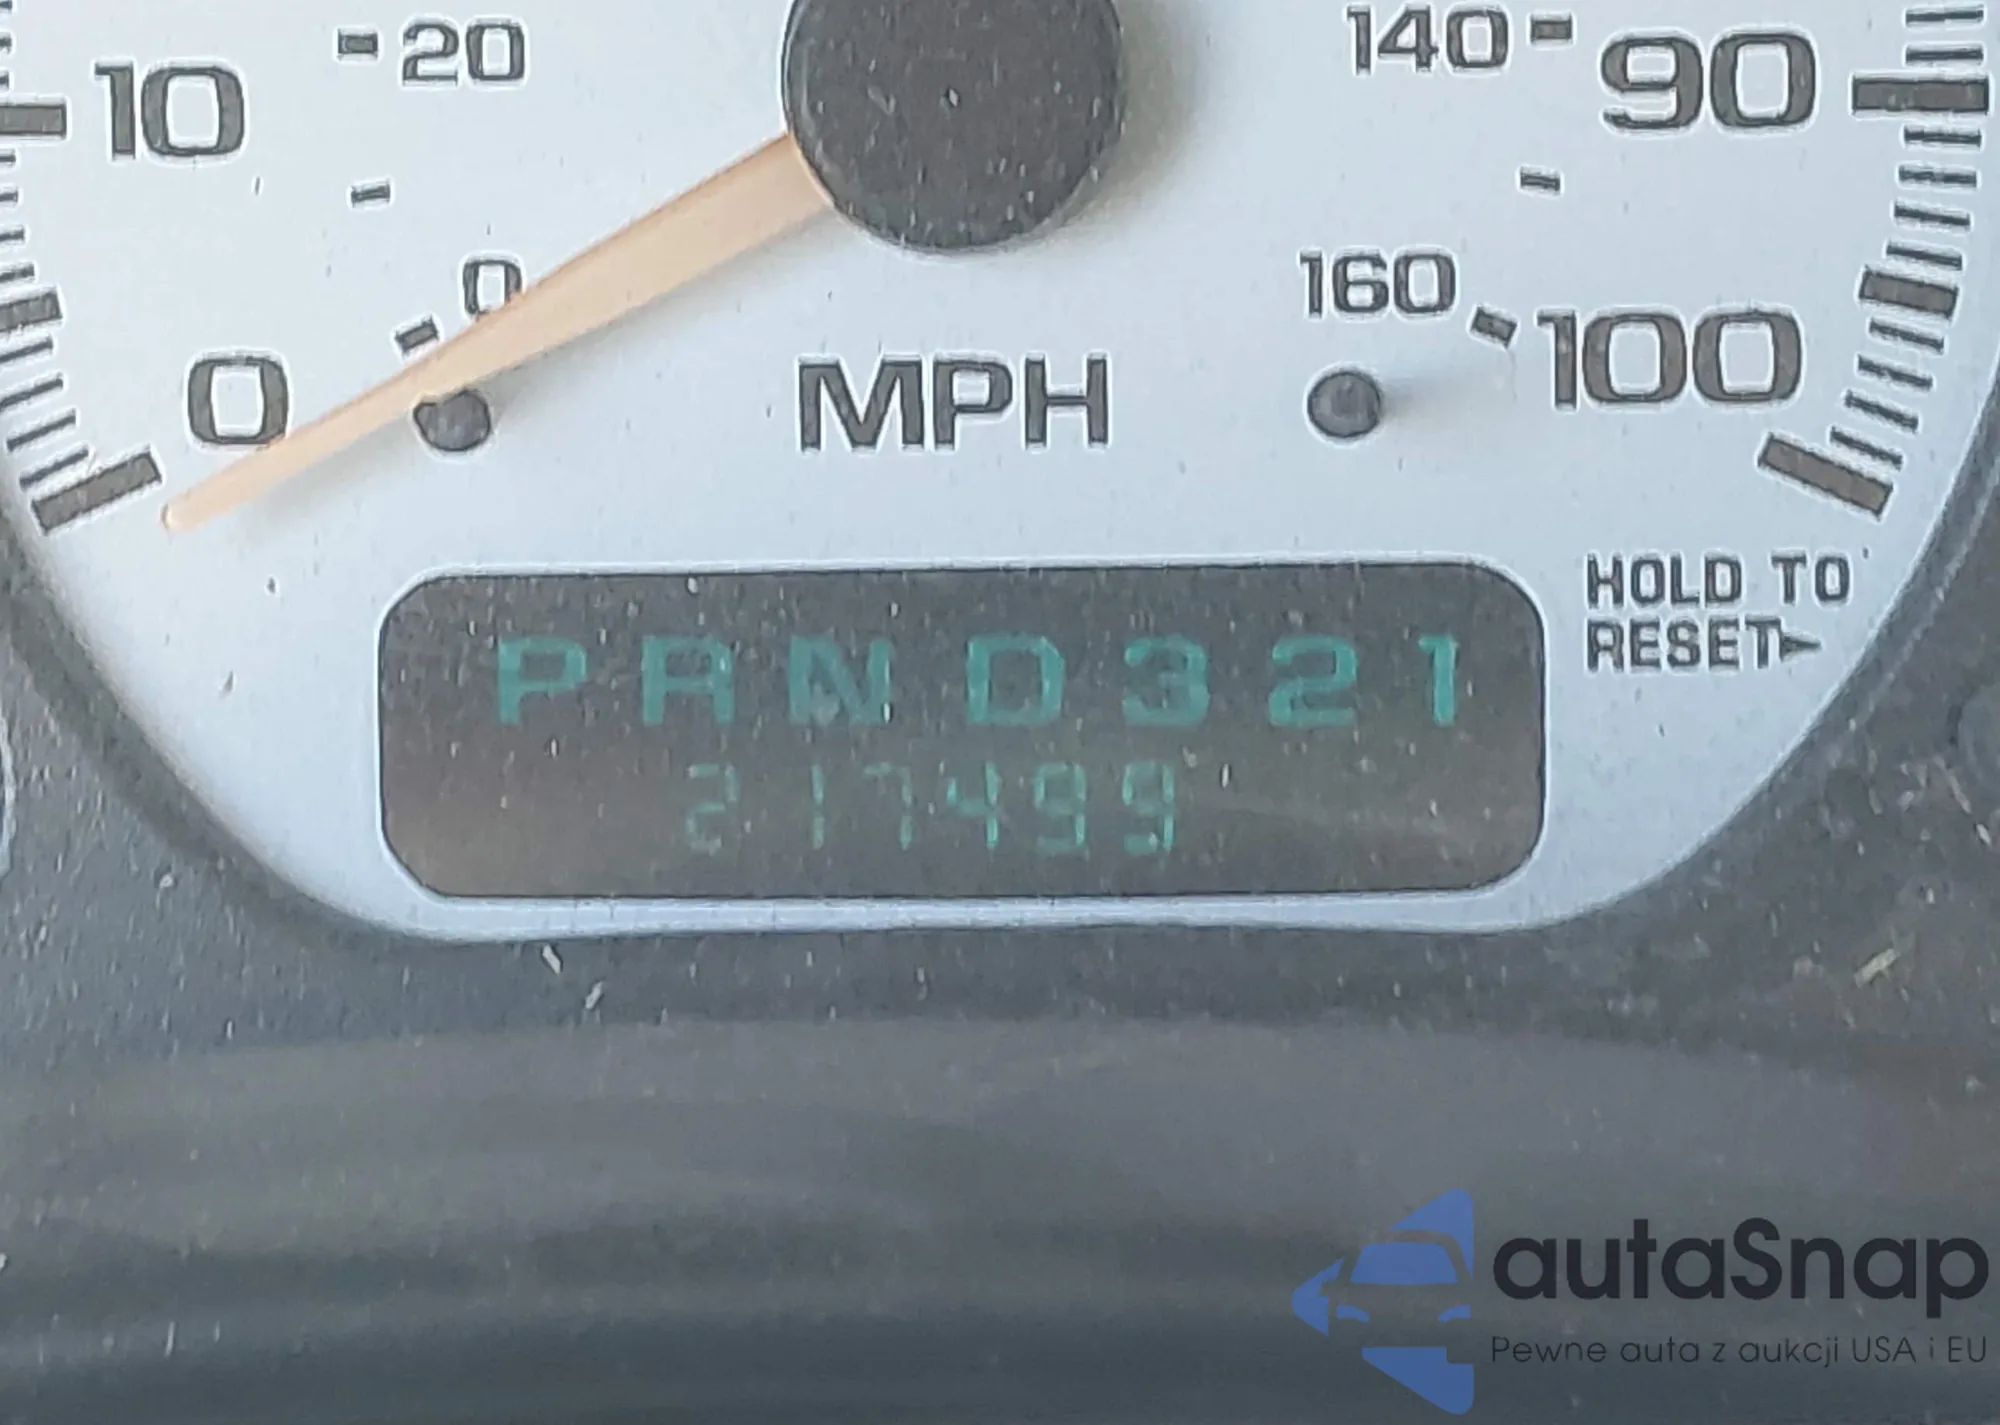 20
140
10
90
0
160
0
MPH
100
HOLD TO
RESET
PRND321
217499
autaSnap
Pewne auta z aukcji USA i EU